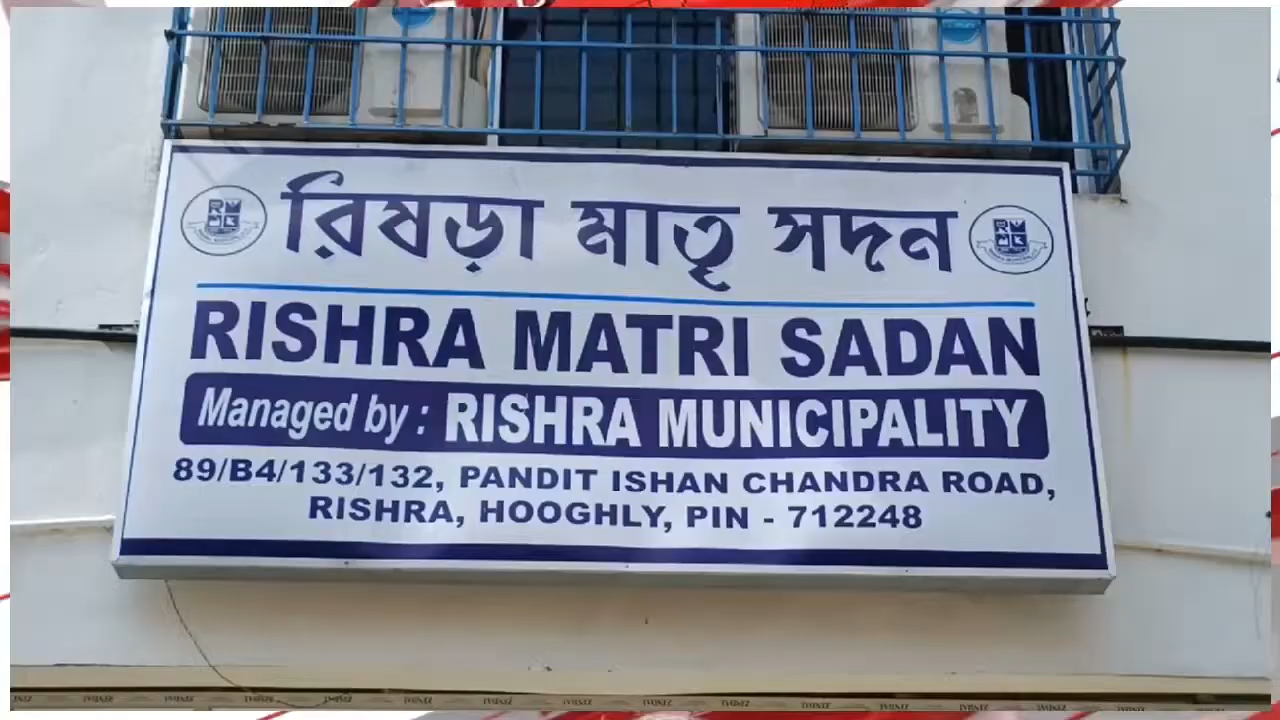 রিষড়া মাতৃ সদন
RISHRA MATRI SADAN
Managed by : RISHRA MUNICIPALITY
89/B4/133/132, PANDIT ISHAN CHANDRA ROAD,
RISHRA, HOOGHLY, PIN - 712248